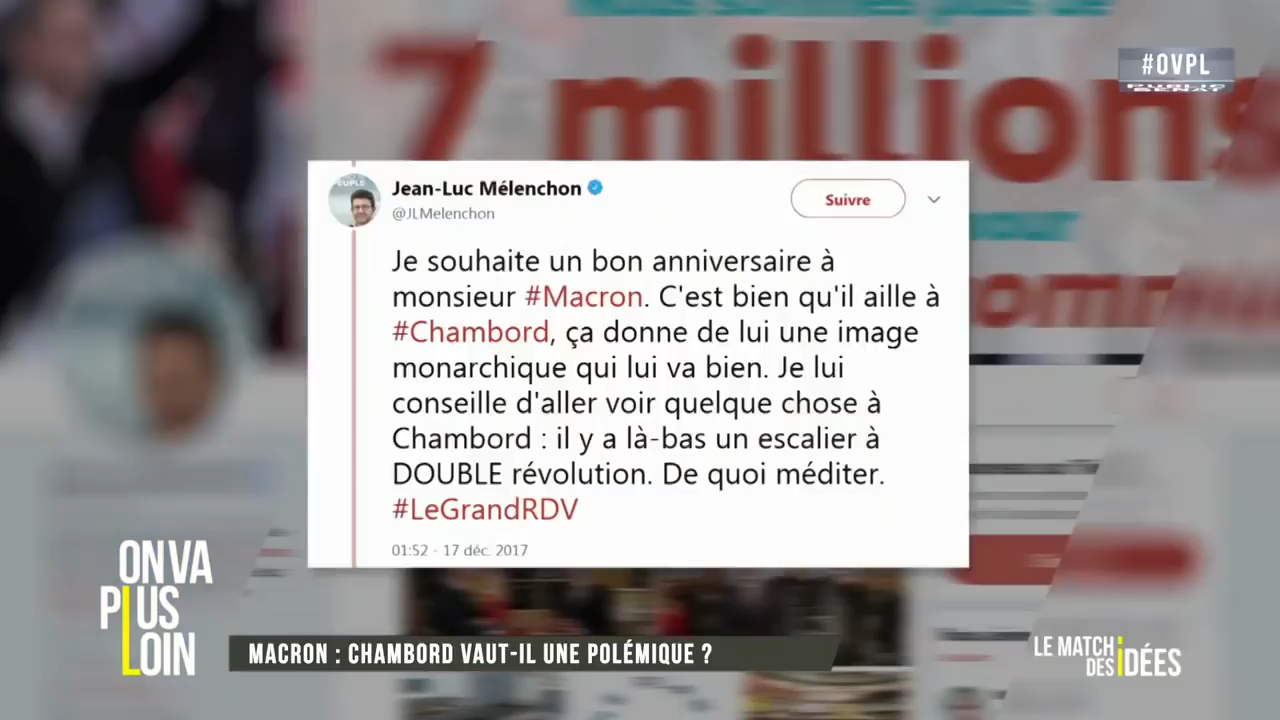 7 millions
#OVPL
PUBLIC SENAT
Jean-Luc Mélenchon
@JLMelenchon
Suivre
Je souhaite un bon anniversaire à
monsieur #Macron. C'est bien qu'il aille à
#Chambord, ça donne de lui une image
monarchique qui lui va bien. Je lui
conseille d'aller voir quelque chose à
Chambord : il y a là-bas un escalier à
DOUBLE révolution. De quoi méditer.
#LeGrandRDV
01:52 - 17 déc. 2017
ON VA
PLUS
LOIN
MACRON : CHAMBORD VAUT-IL UNE POLÉMIQUE ?
LE MATCH
DES iDÉES